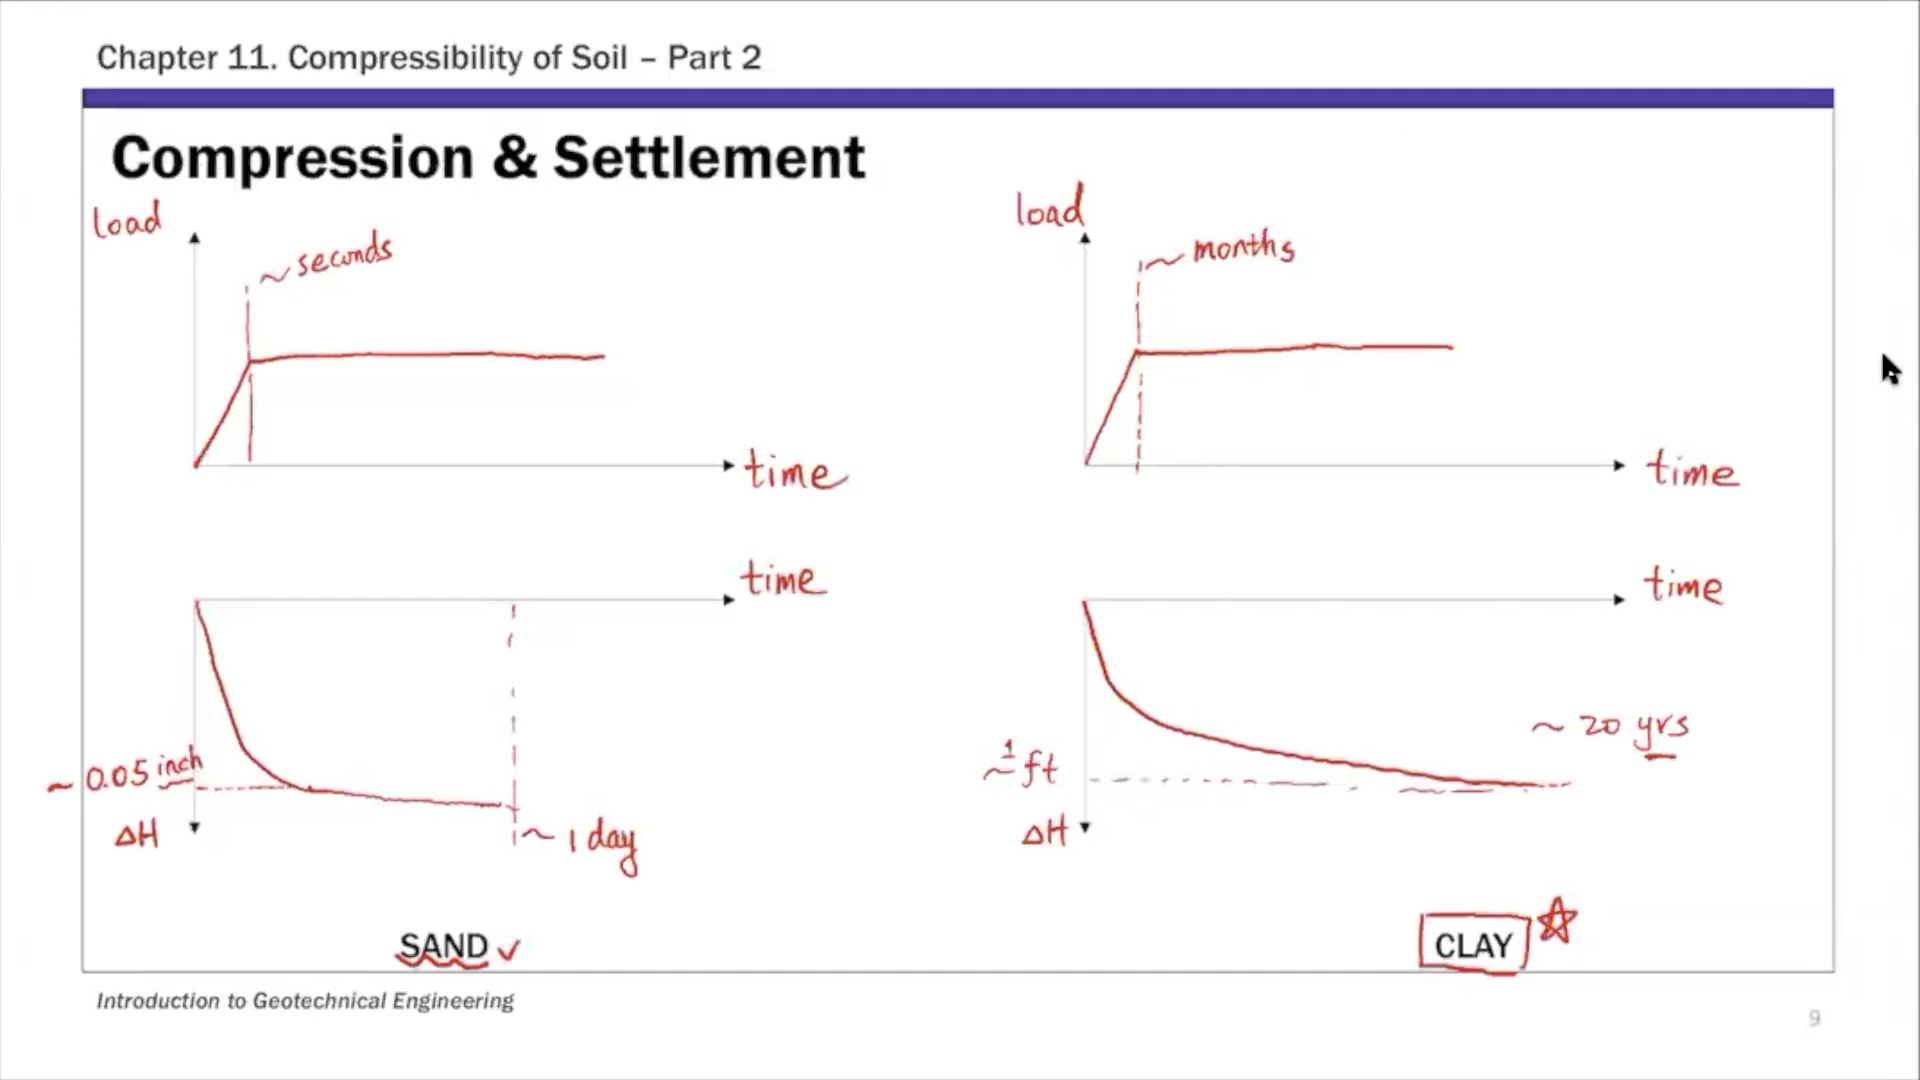 Chapter 11. Compressibility of Soil – Part 2
Compression & Settlement
load
~ seconds
time
load
~ months
time
time
~ 0.05 inch
ΔH
~ 1 day
time
~ 20 yrs
~ 1 ft
ΔH
SAND ✓
CLAY ☆
Introduction to Geotechnical Engineering
9